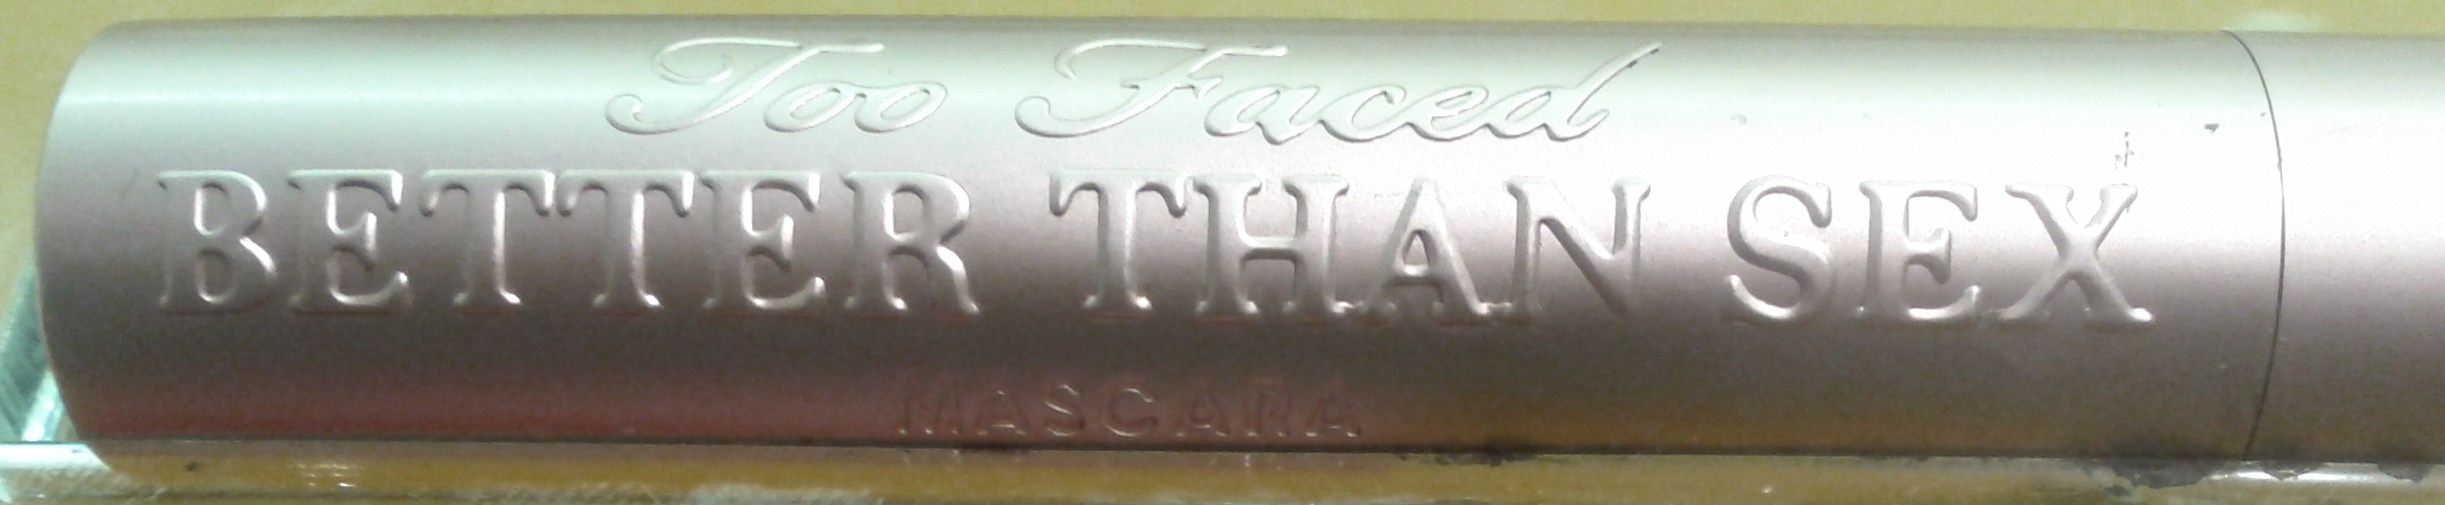 Too Faced
BETTER THAN SEX
MASCARA